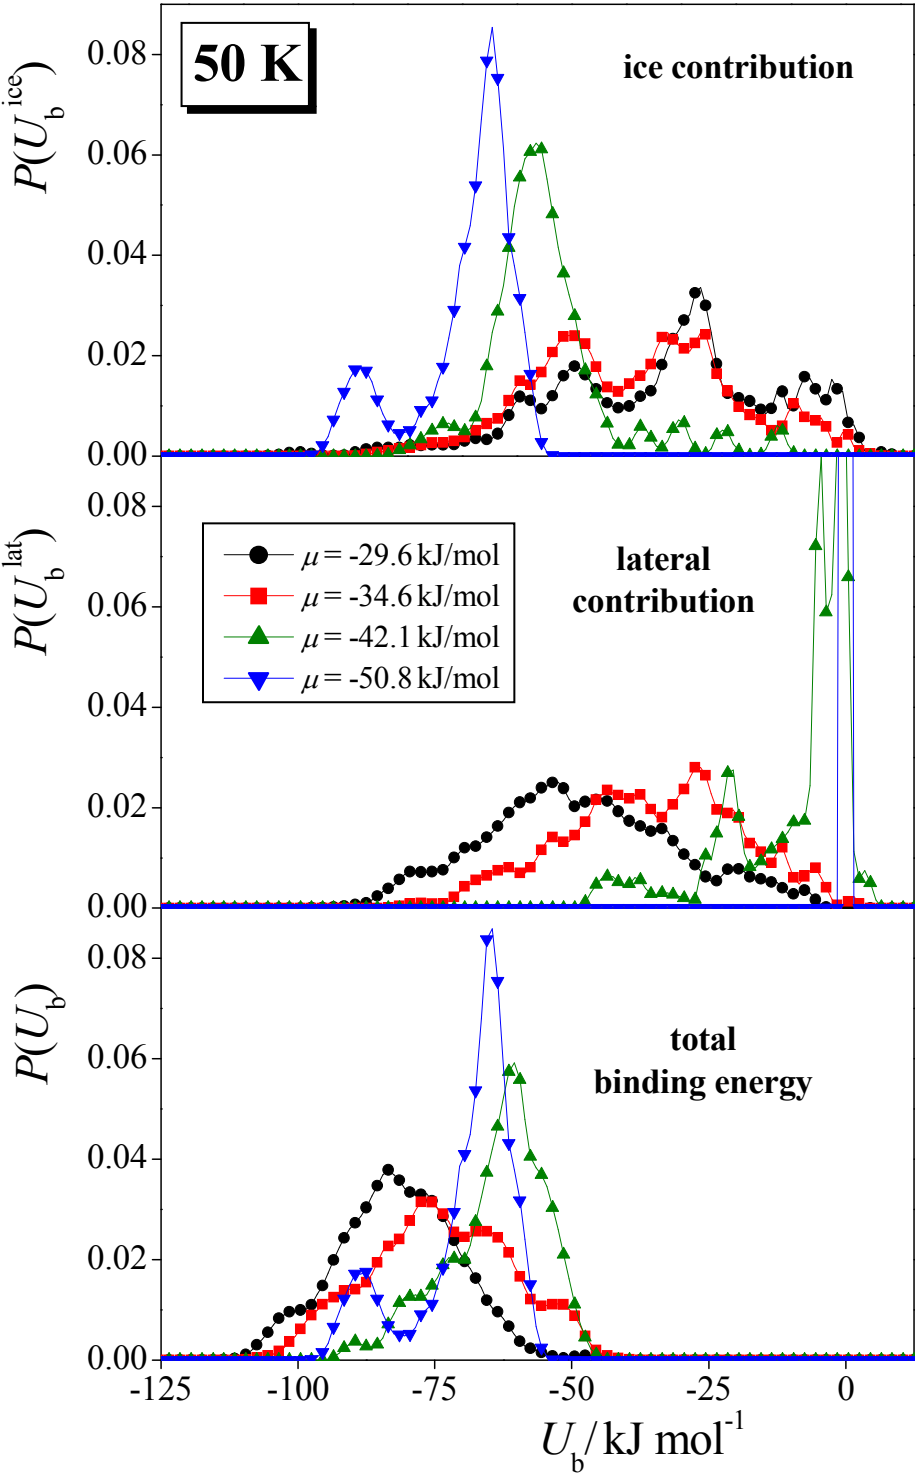 50 K
ice contribution
P(U_b^ice)
0.08
0.06
0.04
0.02
0.00
P(U_b^lat)
0.08
0.06
0.04
0.02
0.00
μ = -29.6 kJ/mol
μ = -34.6 kJ/mol
μ = -42.1 kJ/mol
μ = -50.8 kJ/mol
lateral
contribution
P(U_b)
0.08
0.06
0.04
0.02
0.00
total
binding energy
-125 -100 -75 -50 -25 0
U_b/kJ mol^-1